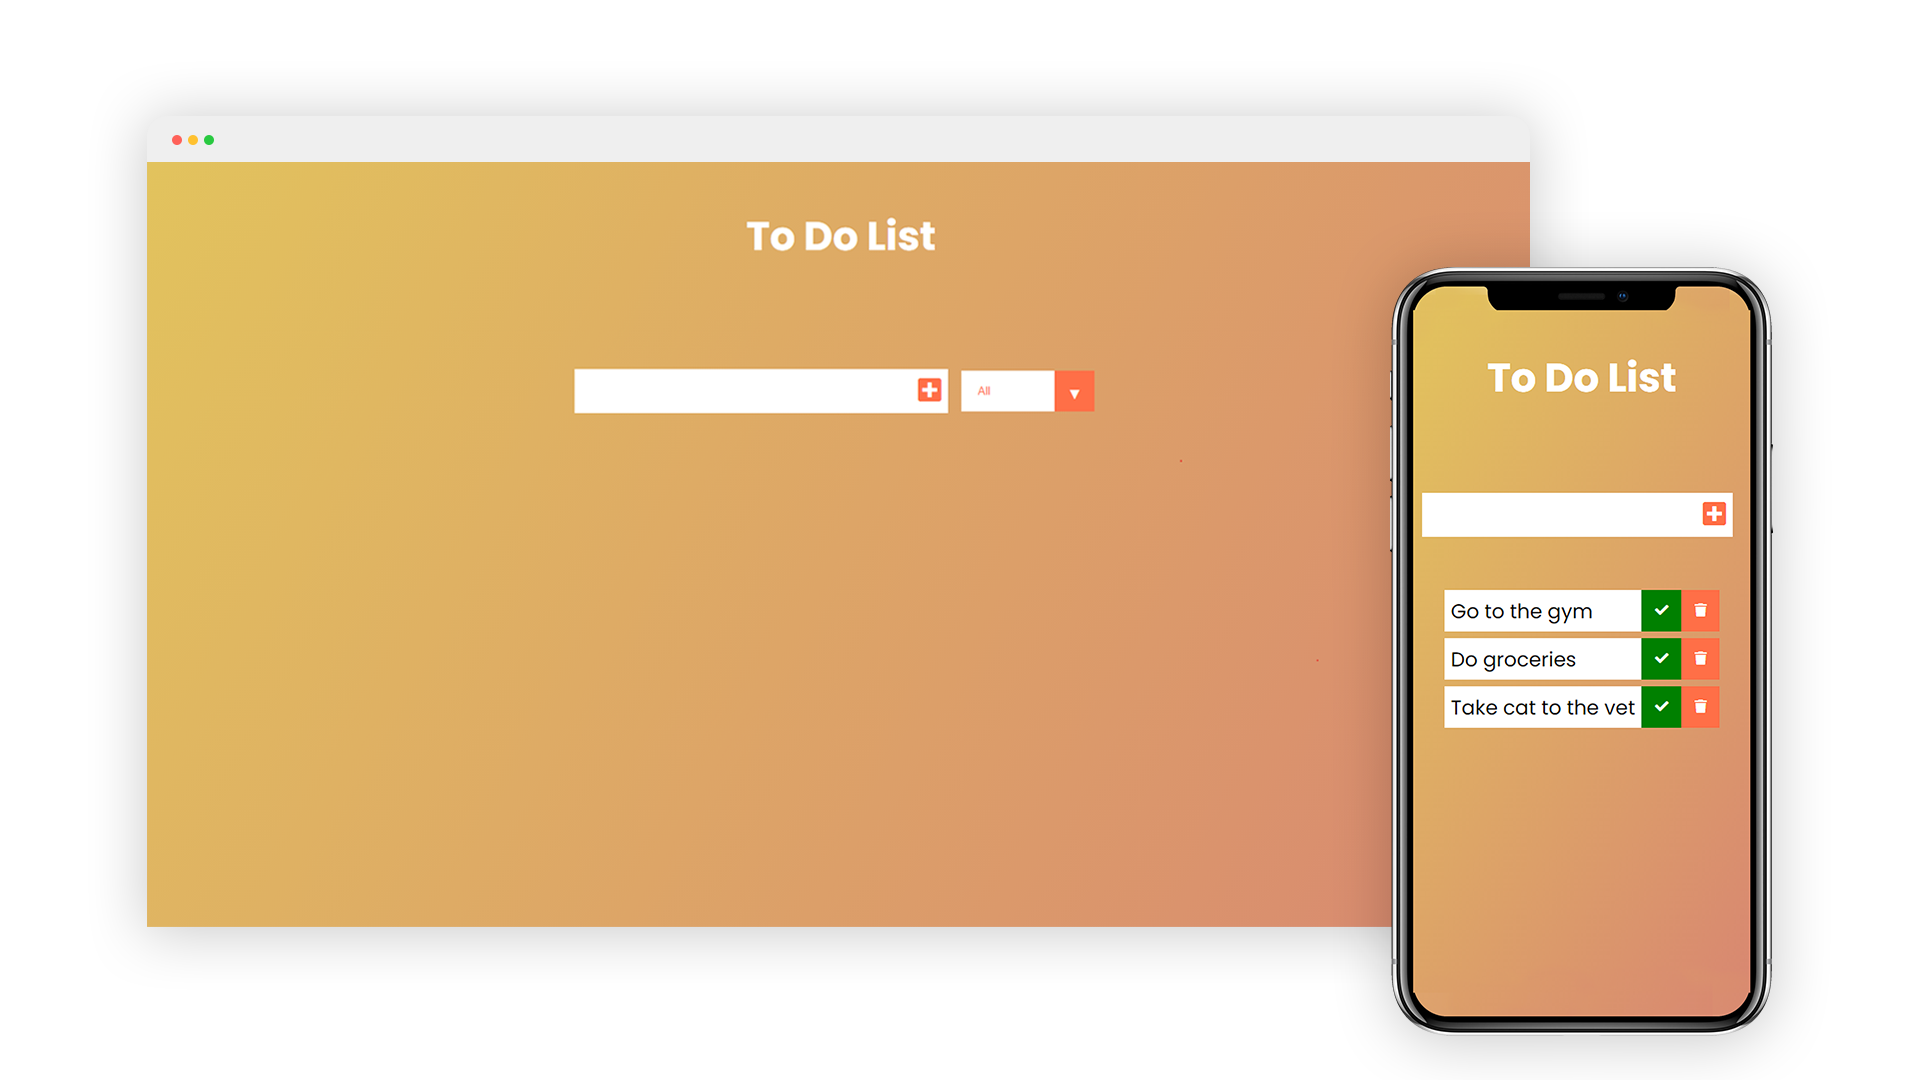 To Do List
All
To Do List
Go to the gym
Do groceries
Take cat to the vet